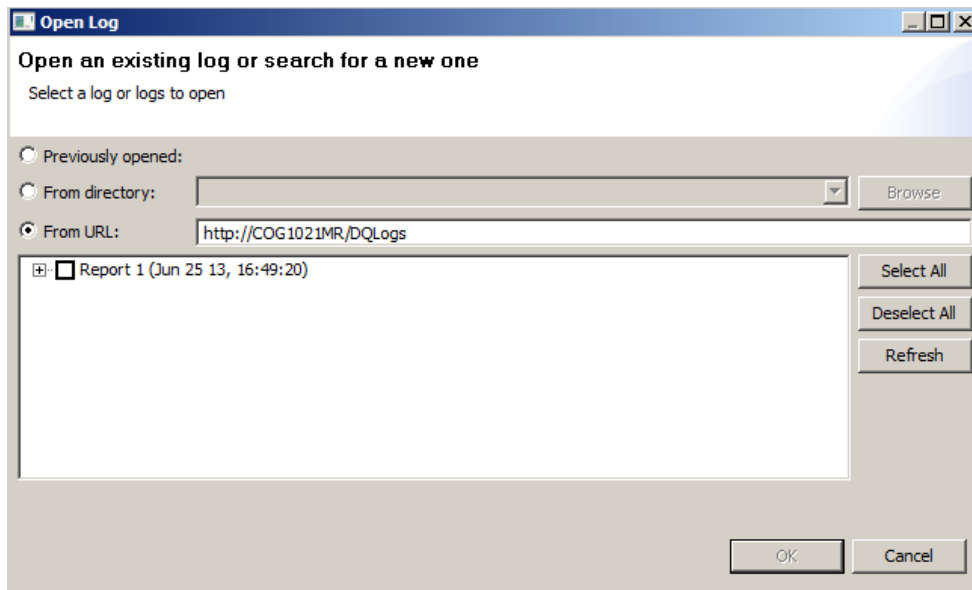 Open Log
Open an existing log or search for a new one
Select a log or logs to open
Previously opened:
From directory:
Browse
From URL:
http://COG1021MR/DQLogs
Report 1 (Jun 25 13, 16:49:20)
Select All
Deselect All
Refresh
OK
Cancel